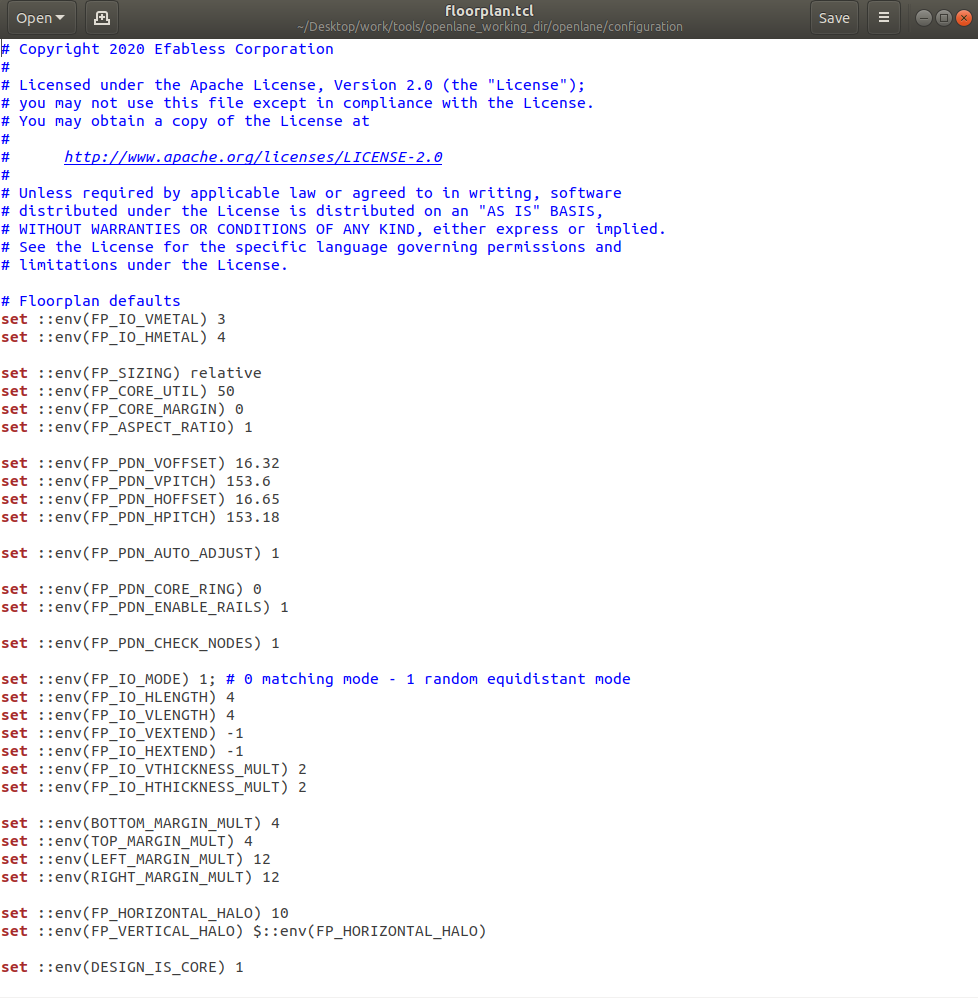 Open
floorplan.tcl
~/Desktop/work/tools/openlane_working_dir/openlane/configuration
Save
# Copyright 2020 Efabless Corporation
#
# Licensed under the Apache License, Version 2.0 (the "License");
# you may not use this file except in compliance with the License.
# You may obtain a copy of the License at
#
#      http://www.apache.org/licenses/LICENSE-2.0
#
# Unless required by applicable law or agreed to in writing, software
# distributed under the License is distributed on an "AS IS" BASIS,
# WITHOUT WARRANTIES OR CONDITIONS OF ANY KIND, either express or implied.
# See the License for the specific language governing permissions and
# limitations under the License.
# Floorplan defaults
set ::env(FP_IO_VMETAL) 3
set ::env(FP_IO_HMETAL) 4
set ::env(FP_SIZING) relative
set ::env(FP_CORE_UTIL) 50
set ::env(FP_CORE_MARGIN) 0
set ::env(FP_ASPECT_RATIO) 1
set ::env(FP_PDN_VOFFSET) 16.32
set ::env(FP_PDN_VPITCH) 153.6
set ::env(FP_PDN_HOFFSET) 16.65
set ::env(FP_PDN_HPITCH) 153.18
set ::env(FP_PDN_AUTO_ADJUST) 1
set ::env(FP_PDN_CORE_RING) 0
set ::env(FP_PDN_ENABLE_RAILS) 1
set ::env(FP_PDN_CHECK_NODES) 1
set ::env(FP_IO_MODE) 1; # 0 matching mode - 1 random equidistant mode
set ::env(FP_IO_HLENGTH) 4
set ::env(FP_IO_VLENGTH) 4
set ::env(FP_IO_VEXTEND) -1
set ::env(FP_IO_HEXTEND) -1
set ::env(FP_IO_VTHICKNESS_MULT) 2
set ::env(FP_IO_HTHICKNESS_MULT) 2
set ::env(BOTTOM_MARGIN_MULT) 4
set ::env(TOP_MARGIN_MULT) 4
set ::env(LEFT_MARGIN_MULT) 12
set ::env(RIGHT_MARGIN_MULT) 12
set ::env(FP_HORIZONTAL_HALO) 10
set ::env(FP_VERTICAL_HALO) $::env(FP_HORIZONTAL_HALO)
set ::env(DESIGN_IS_CORE) 1